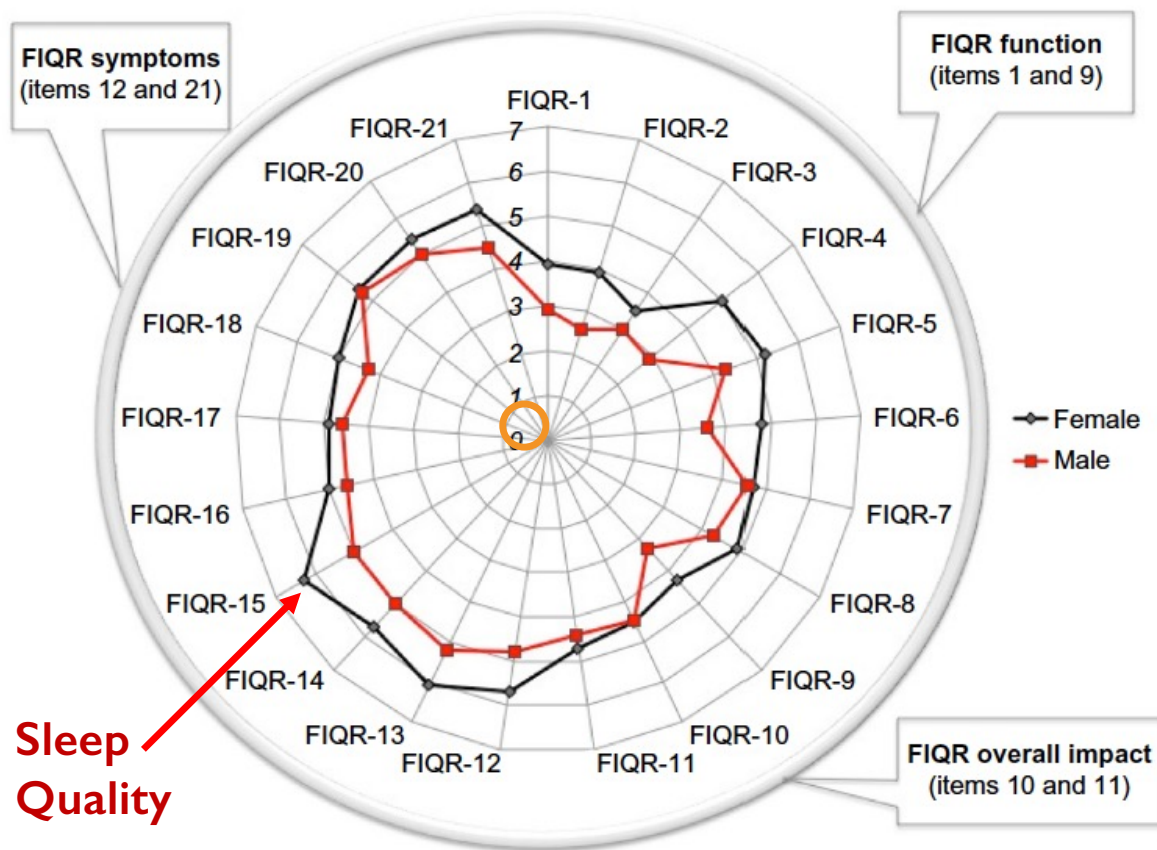 FIQR symptoms
(items 12 and 21)
FIQR function
(items 1 and 9)
FIQR-1
FIQR-2
FIQR-3
FIQR-4
FIQR-5
FIQR-6
FIQR-7
FIQR-8
FIQR-9
FIQR-10
FIQR-11
FIQR-12
FIQR-13
FIQR-14
FIQR-15
FIQR-16
FIQR-17
FIQR-18
FIQR-19
FIQR-20
FIQR-21
7
6
5
4
3
2
1
0
Female
Male
Sleep
Quality
FIQR overall impact
(items 10 and 11)